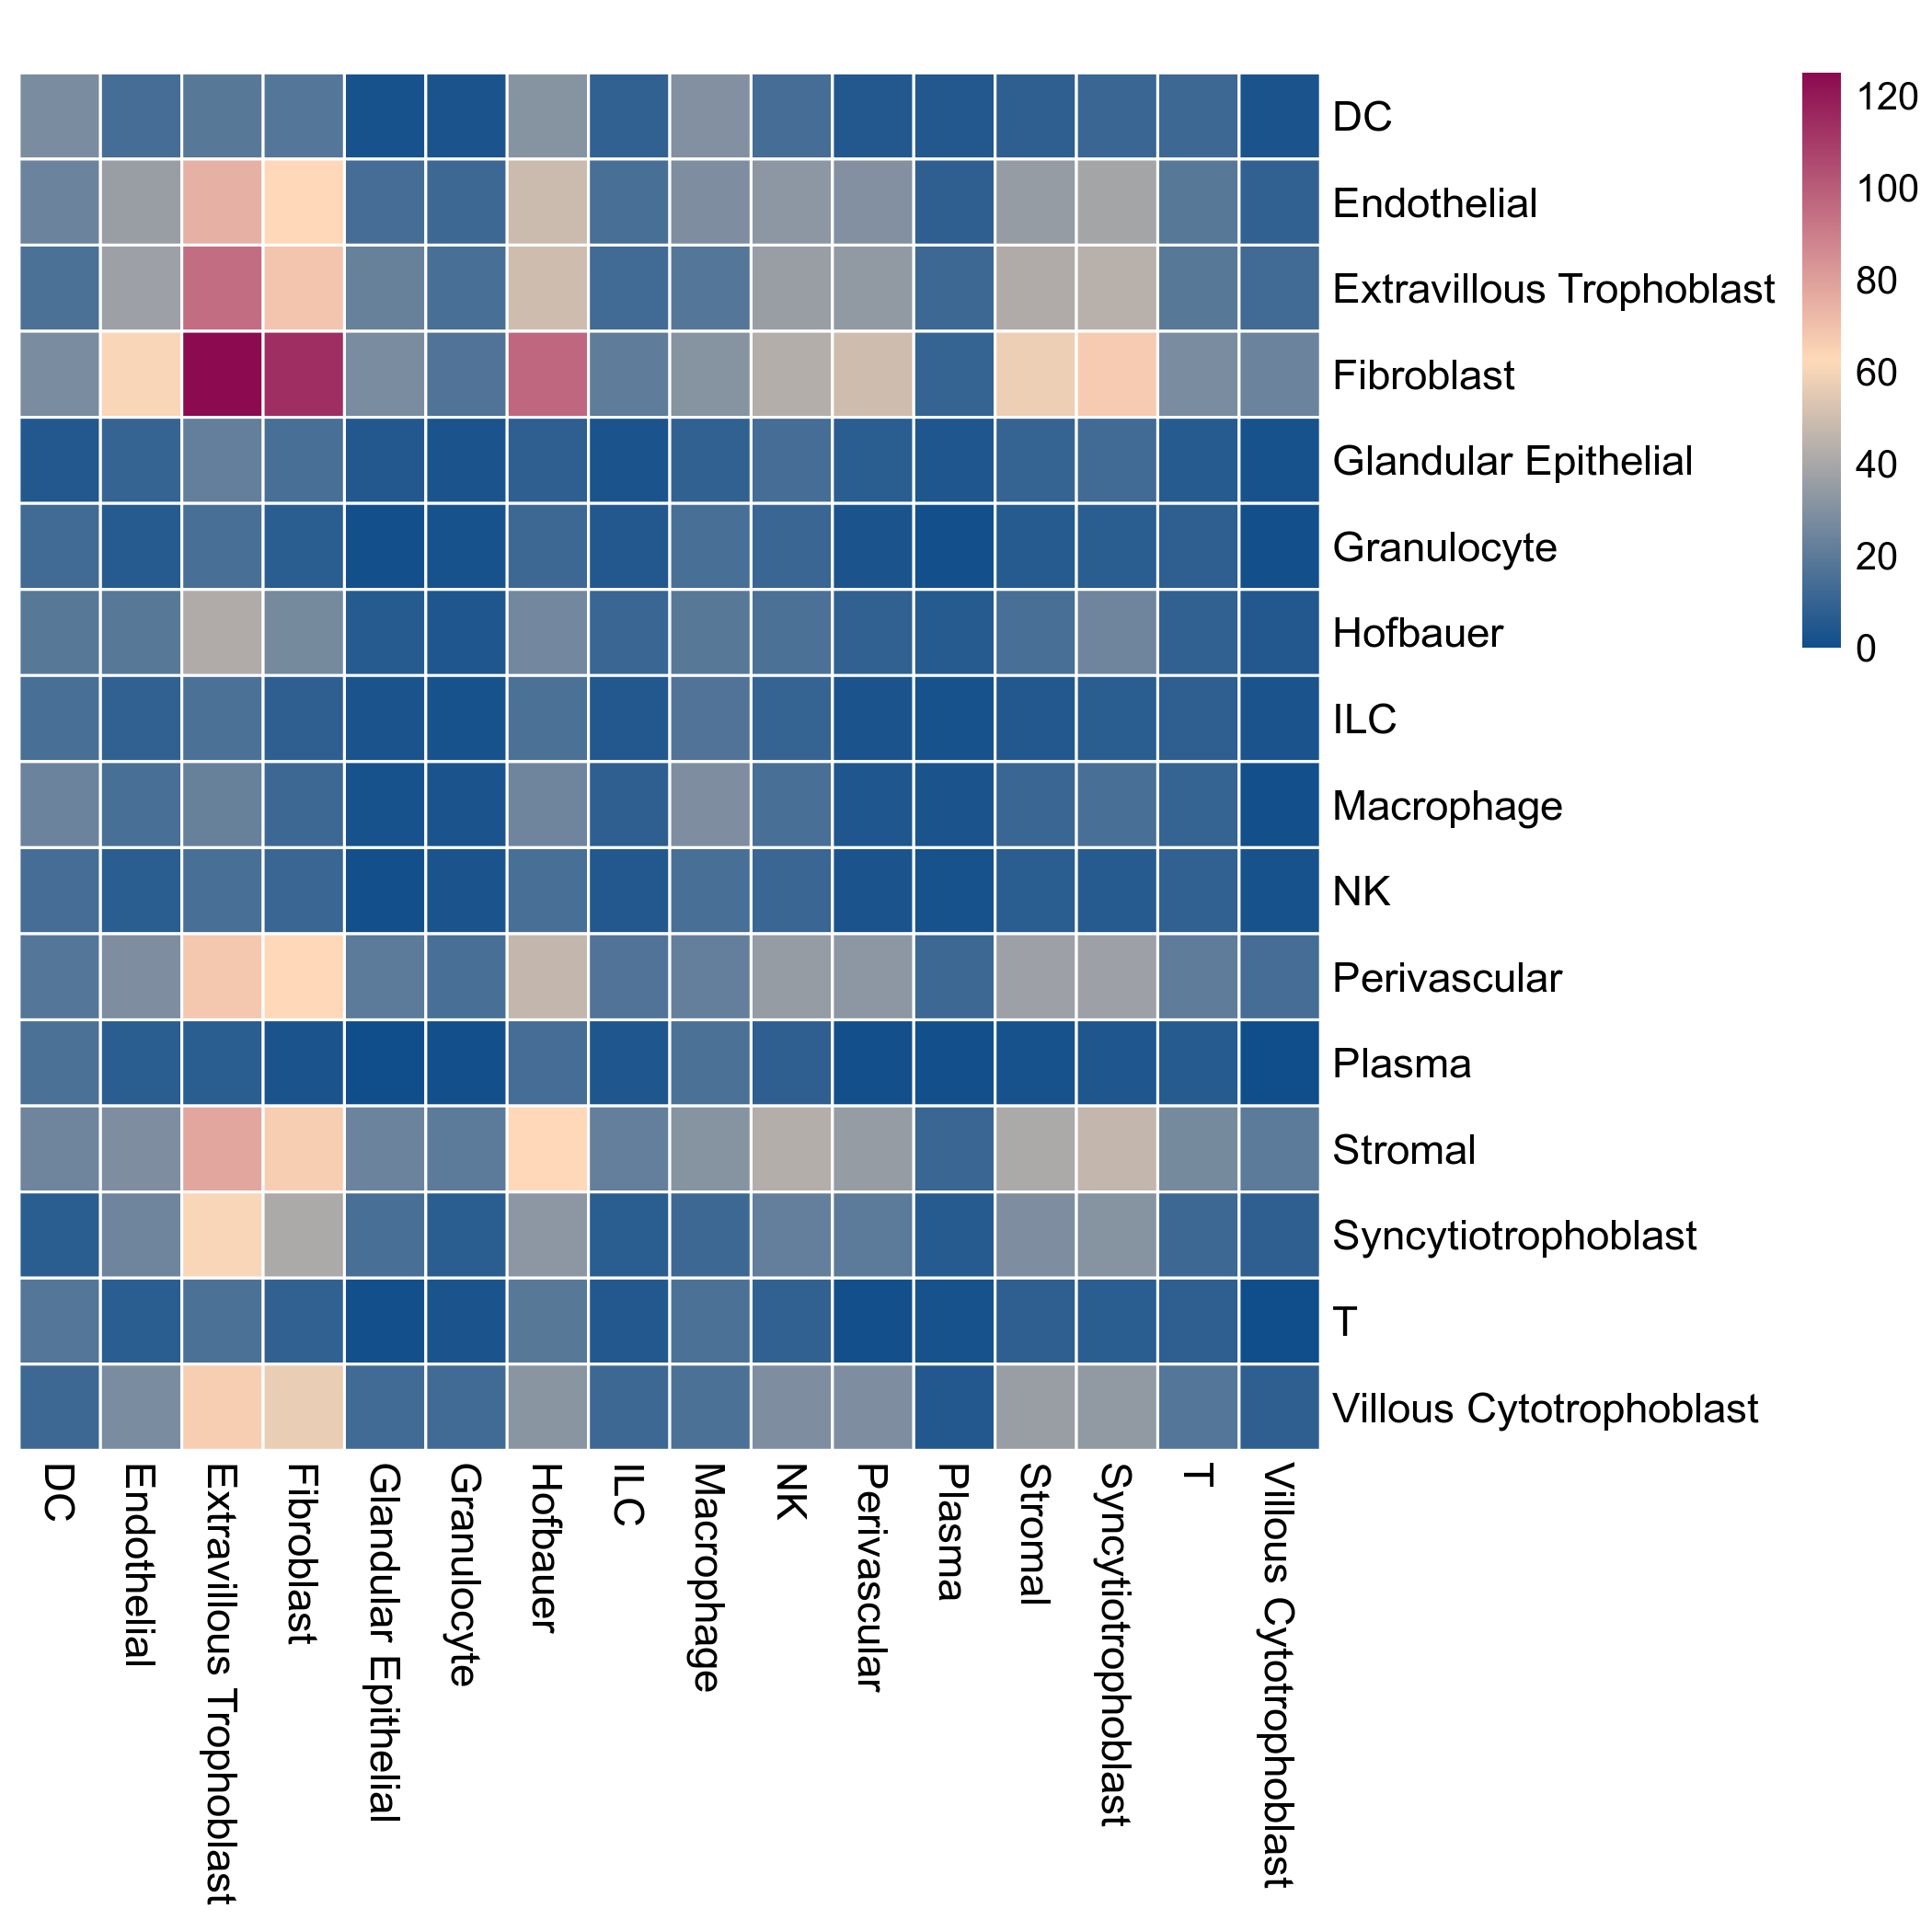 DC
Endothelial
Extravillous Trophoblast
Fibroblast
Glandular Epithelial
Granulocyte
Hofbauer
ILC
Macrophage
NK
Perivascular
Plasma
Stromal
Syncytiotrophoblast
T
Villous Cytotrophoblast
120
100
80
60
40
20
0
DC
Endothelial
Extravillous Trophoblast
Fibroblast
Glandular Epithelial
Granulocyte
Hofbauer
ILC
Macrophage
NK
Perivascular
Plasma
Stromal
Syncytiotrophoblast
T
Villous Cytotrophoblast